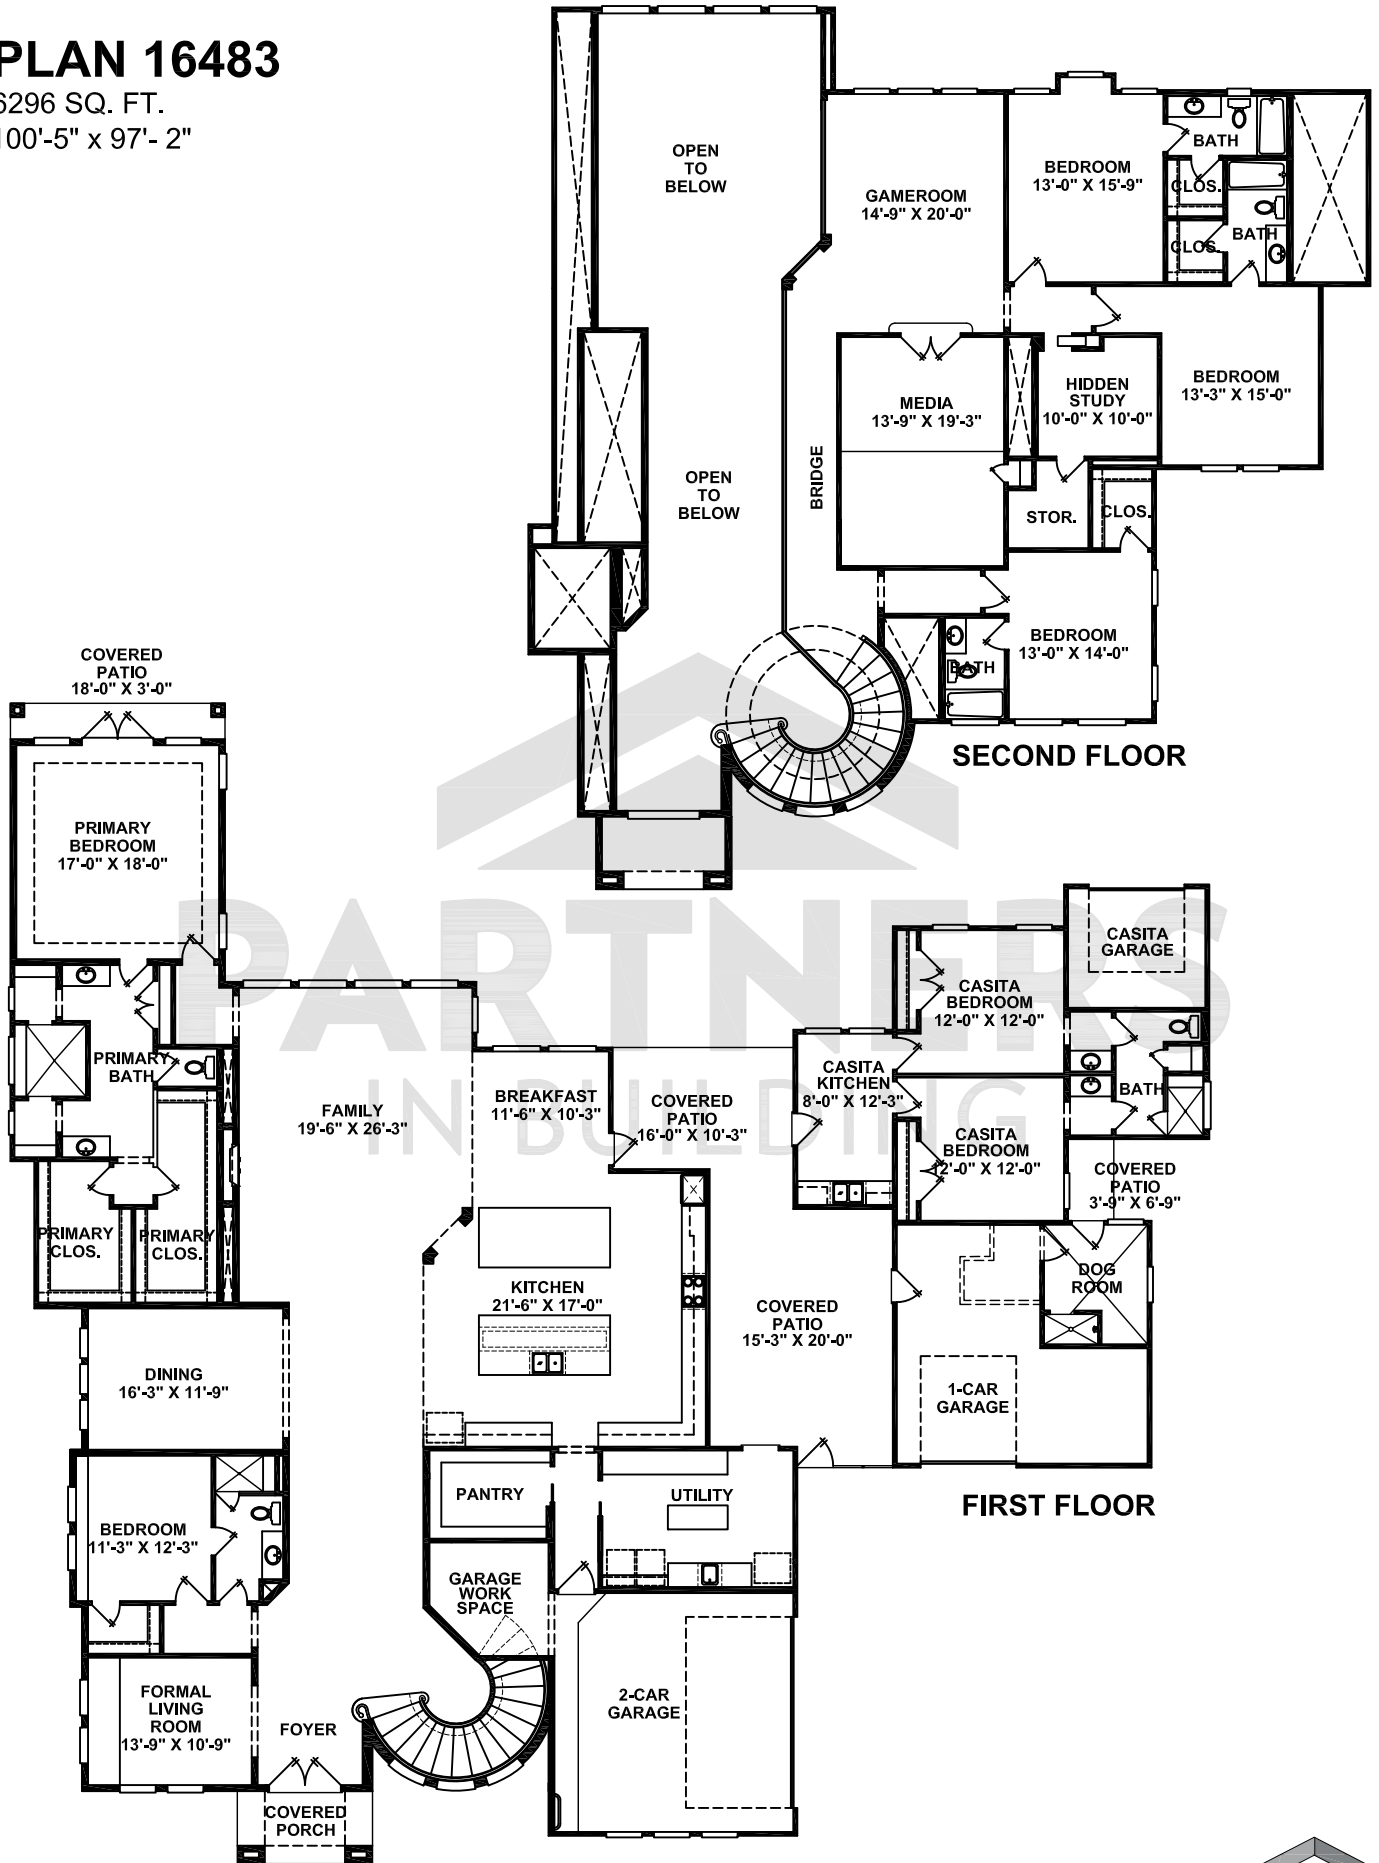 PLAN 16483
6296 SQ. FT.
100'-5" x 97'- 2"
OPEN
TO
BELOW
GAMEROOM
14'-9" X 20'-0"
BEDROOM
13'-0" X 15'-9"
BATH
CLOS.
CLOS.
BATH
MEDIA
13'-9" X 19'-3"
HIDDEN
STUDY
10'-0" X 10'-0"
BEDROOM
13'-3" X 15'-0"
OPEN
TO
BELOW
BRIDGE
STOR.
CLOS.
BEDROOM
13'-0" X 14'-0"
BATH
SECOND FLOOR
COVERED
PATIO
18'-0" X 3'-0"
PRIMARY
BEDROOM
17'-0" X 18'-0"
PARTNERS
IN BUILDING
PRIMARY
BATH
FAMILY
19'-6" X 26'-3"
BREAKFAST
11'-6" X 10'-3"
COVERED
PATIO
16'-0" X 10'-3"
CASITA
KITCHEN
8'-0" X 12'-3"
CASITA
BEDROOM
12'-0" X 12'-0"
CASITA
GARAGE
BATH
CASITA
BEDROOM
12'-0" X 12'-0"
COVERED
PATIO
3'-9" X 6'-9"
PRIMARY
CLOS.
PRIMARY
CLOS.
KITCHEN
21'-6" X 17'-0"
COVERED
PATIO
15'-3" X 20'-0"
DOG
ROOM
1-CAR
GARAGE
DINING
16'-3" X 11'-9"
PANTRY
UTILITY
FIRST FLOOR
BEDROOM
11'-3" X 12'-3"
GARAGE
WORK
SPACE
FORMAL
LIVING
ROOM
13'-9" X 10'-9"
FOYER
2-CAR
GARAGE
COVERED
PORCH